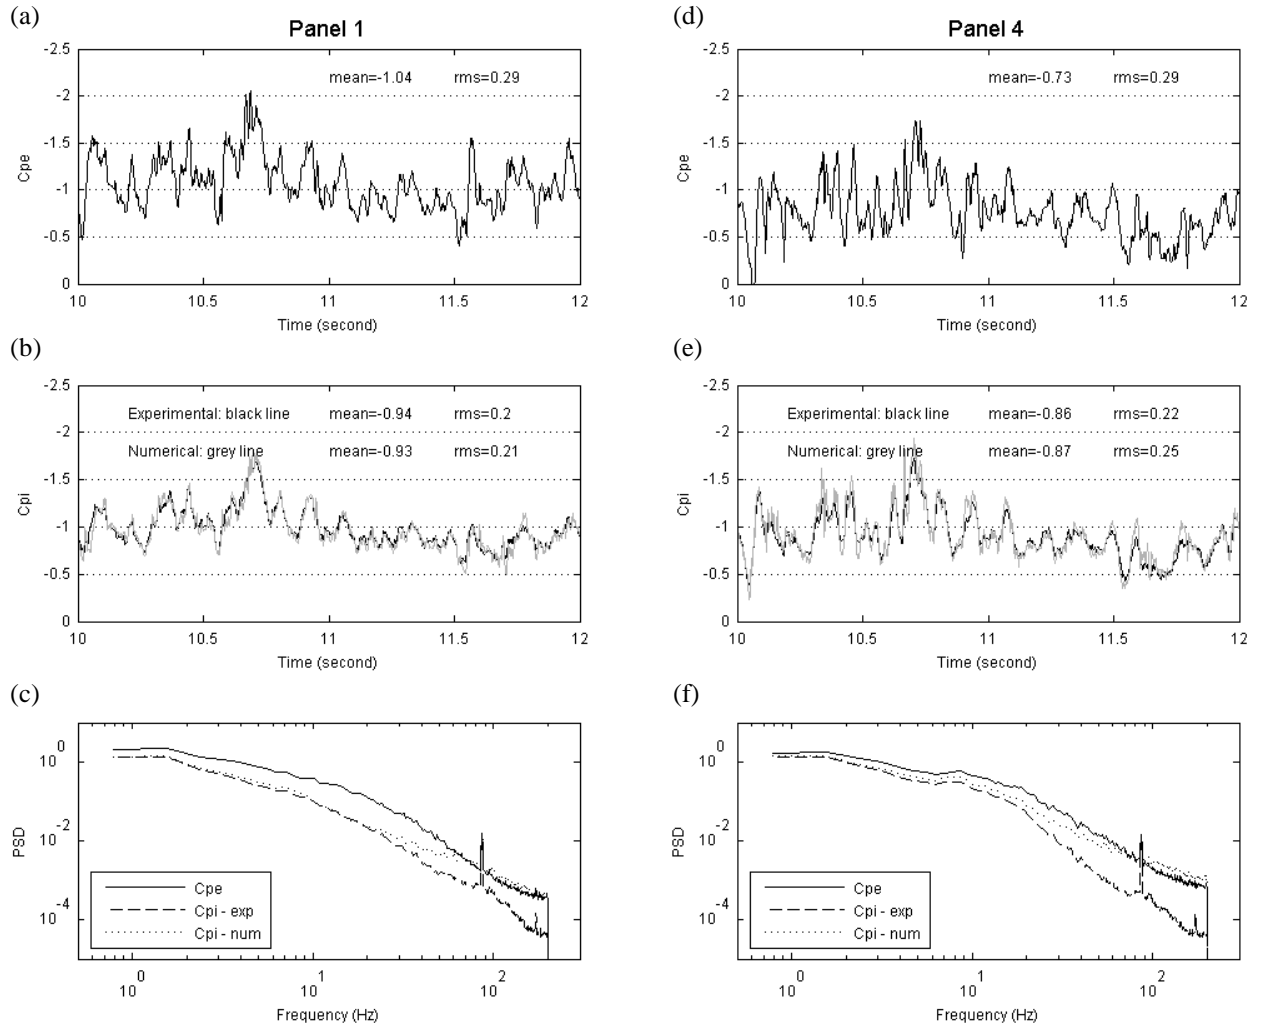 (a)
Panel 1
-2.5
mean=-1.04 rms=0.29
-2
-1.5
Cpe
-1
-0.5
0
10 10.5 11 11.5 12
Time (second)
(d)
Panel 4
-2.5
mean=-0.73 rms=0.29
-2
-1.5
Cpe
-1
-0.5
0
10 10.5 11 11.5 12
Time (second)
(b)
-2.5
Experimental: black line mean=-0.94 rms=0.2
-2
Numerical: grey line mean=-0.93 rms=0.21
-1.5
Cpi
-1
-0.5
0
10 10.5 11 11.5 12
Time (second)
(e)
-2.5
Experimental: black line mean=-0.86 rms=0.22
-2
Numerical: grey line mean=-0.87 rms=0.25
-1.5
Cpi
-1
-0.5
0
10 10.5 11 11.5 12
Time (second)
(c)
10^0
10^-2
PSD
10^-4
Cpe
Cpi - exp
Cpi - num
10^0 10^1 10^2
Frequency (Hz)
(f)
10^0
10^-2
PSD
10^-4
Cpe
Cpi - exp
Cpi - num
10^0 10^1 10^2
Frequency (Hz)